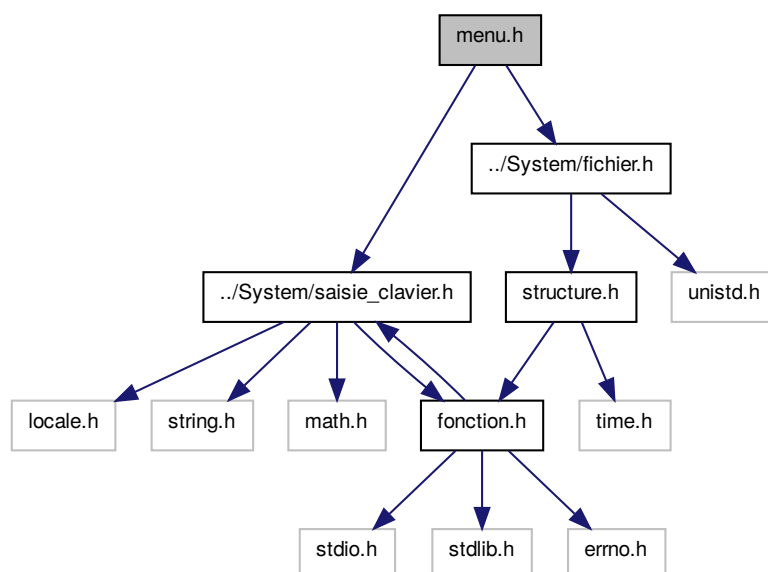 menu.h
../System/fichier.h
../System/saisie_clavier.h
structure.h
unistd.h
locale.h
string.h
math.h
fonction.h
time.h
stdio.h
stdlib.h
errno.h